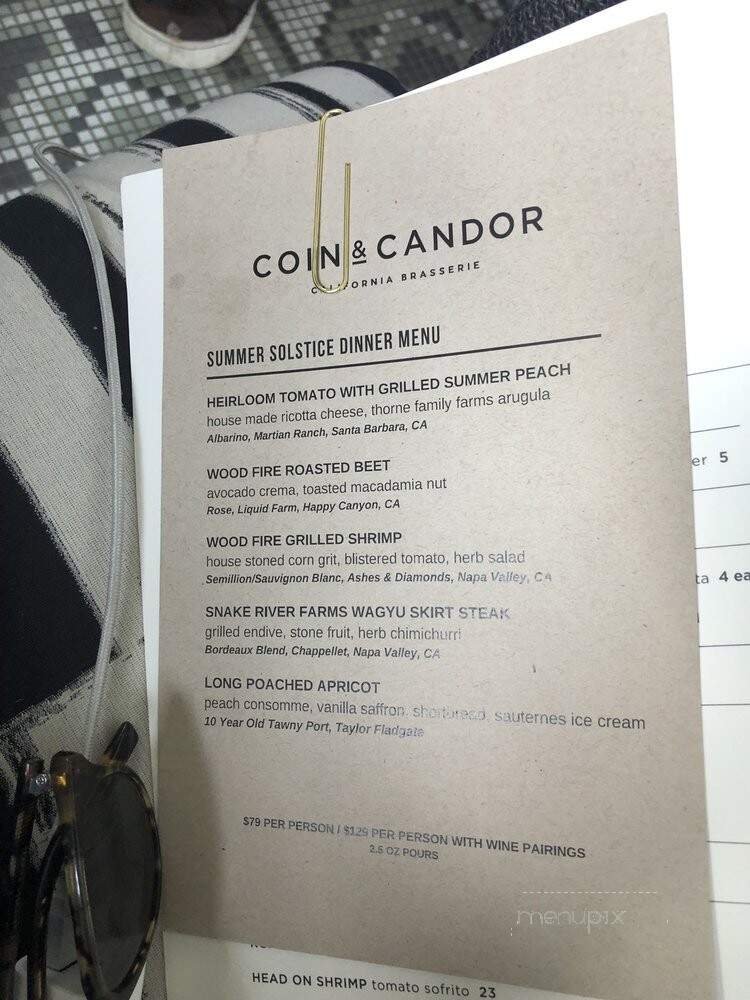 COIN & CANDOR
CALIFORNIA BRASSERIE
SUMMER SOLSTICE DINNER MENU
HEIRLOOM TOMATO WITH GRILLED SUMMER PEACH
house made ricotta cheese, thorne family farms arugula
Albarino, Martian Ranch, Santa Barbara, CA
WOOD FIRE ROASTED BEET
avocado crema, toasted macadamia nut
Rose, Liquid Farm, Happy Canyon, CA
WOOD FIRE GRILLED SHRIMP
house stoned corn grit, blistered tomato, herb salad
Semillion/Sauvignon Blanc, Ashes & Diamonds, Napa Valley, CA
SNAKE RIVER FARMS WAGYU SKIRT STEAK
grilled endive, stone fruit, herb chimichurri
Bordeaux Blend, Chappellet, Napa Valley, CA
LONG POACHED APRICOT
peach consomme, vanilla saffron, shortbread, sauternes ice cream
10 Year Old Tawny Port, Taylor Fladgate
$79 PER PERSON / $129 PER PERSON WITH WINE PAIRINGS
2.5 OZ POURS
er 5
ta 4 ea
menupix
HEAD ON SHRIMP tomato sofrito 23